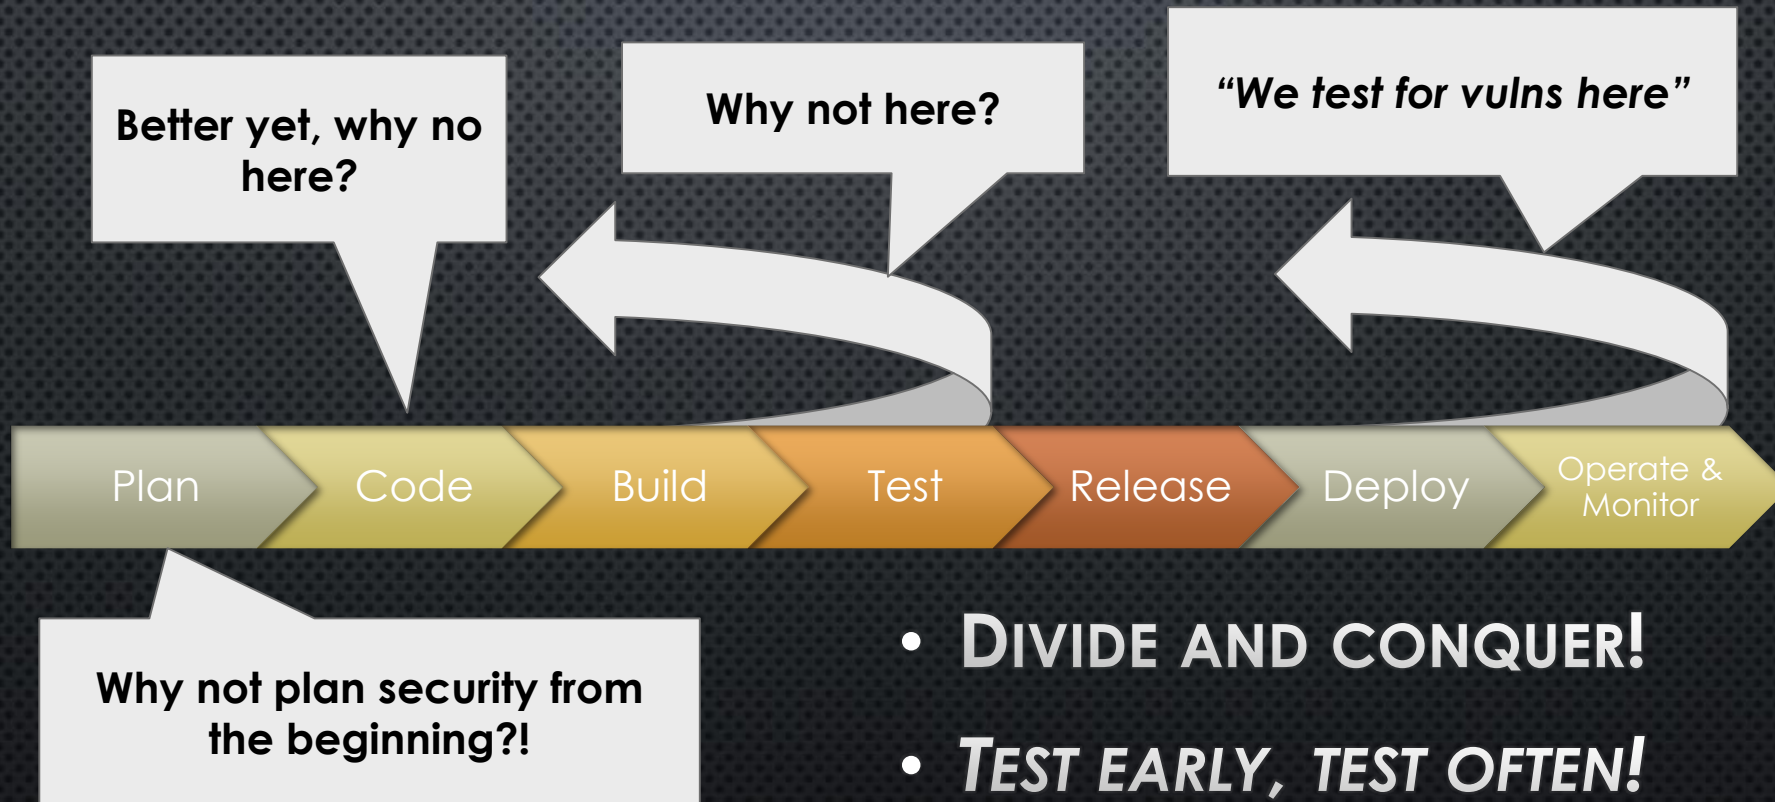 Better yet, why no
here?
Why not here?
“We test for vulns here”
Plan
Code
Build
Test
Release
Deploy
Operate &
Monitor
Why not plan security from
the beginning?!
• DIVIDE AND CONQUER!
• TEST EARLY, TEST OFTEN!